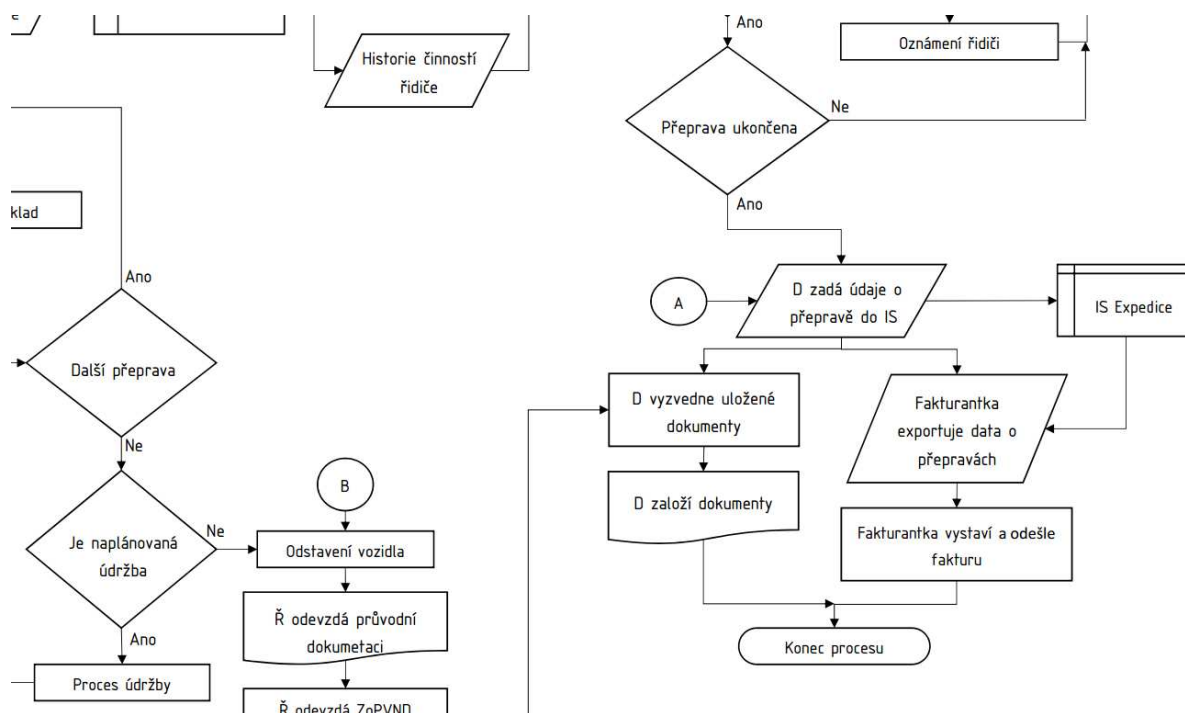 Historie činností
řidiče
Ano
Oznámení řidiči
Přeprava ukončena
Ne
Ano
klad
Ano
A
D zadá údaje o
přepravě do IS
IS Expedice
Další přeprava
D vyzvedne uložené
dokumenty
Fakturantka
exportuje data o
přepravách
Ne
B
D založí dokumenty
Je naplánovaná
údržba
Ne
Odstavení vozidla
Fakturantka vystaví a odešle
fakturu
Ř odevzdá průvodní
dokumetaci
Ano
Konec procesu
Proces údržby
Ř odevzdá ZoPVND